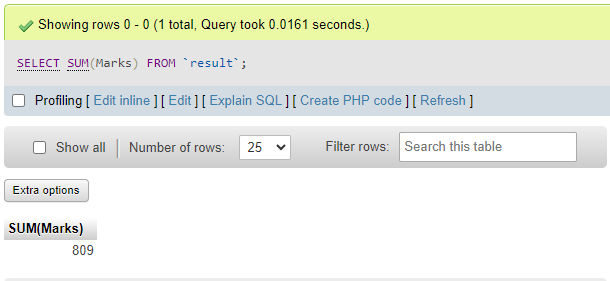 Showing rows 0 - 0 (1 total, Query took 0.0161 seconds.)
SELECT SUM(Marks) FROM `result`;
Profiling [ Edit inline ] [ Edit ] [ Explain SQL ] [ Create PHP code ] [ Refresh ]
Show all Number of rows: 25 Filter rows: Search this table
Extra options
SUM(Marks)
809